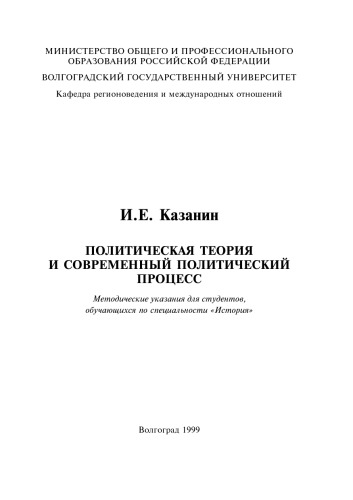 МИНИСТЕРСТВО ОБЩЕГО И ПРОФЕССИОНАЛЬНОГО
ОБРАЗОВАНИЯ РОССИЙСКОЙ ФЕДЕРАЦИИ
ВОЛГОГРАДСКИЙ ГОСУДАРСТВЕННЫЙ УНИВЕРСИТЕТ
Кафедра регионоведения и международных отношений
И.Е. Казанин
ПОЛИТИЧЕСКАЯ ТЕОРИЯ
И СОВРЕМЕННЫЙ ПОЛИТИЧЕСКИЙ
ПРОЦЕСС
Методические указания для студентов,
обучающихся по специальности «История»
Волгоград 1999